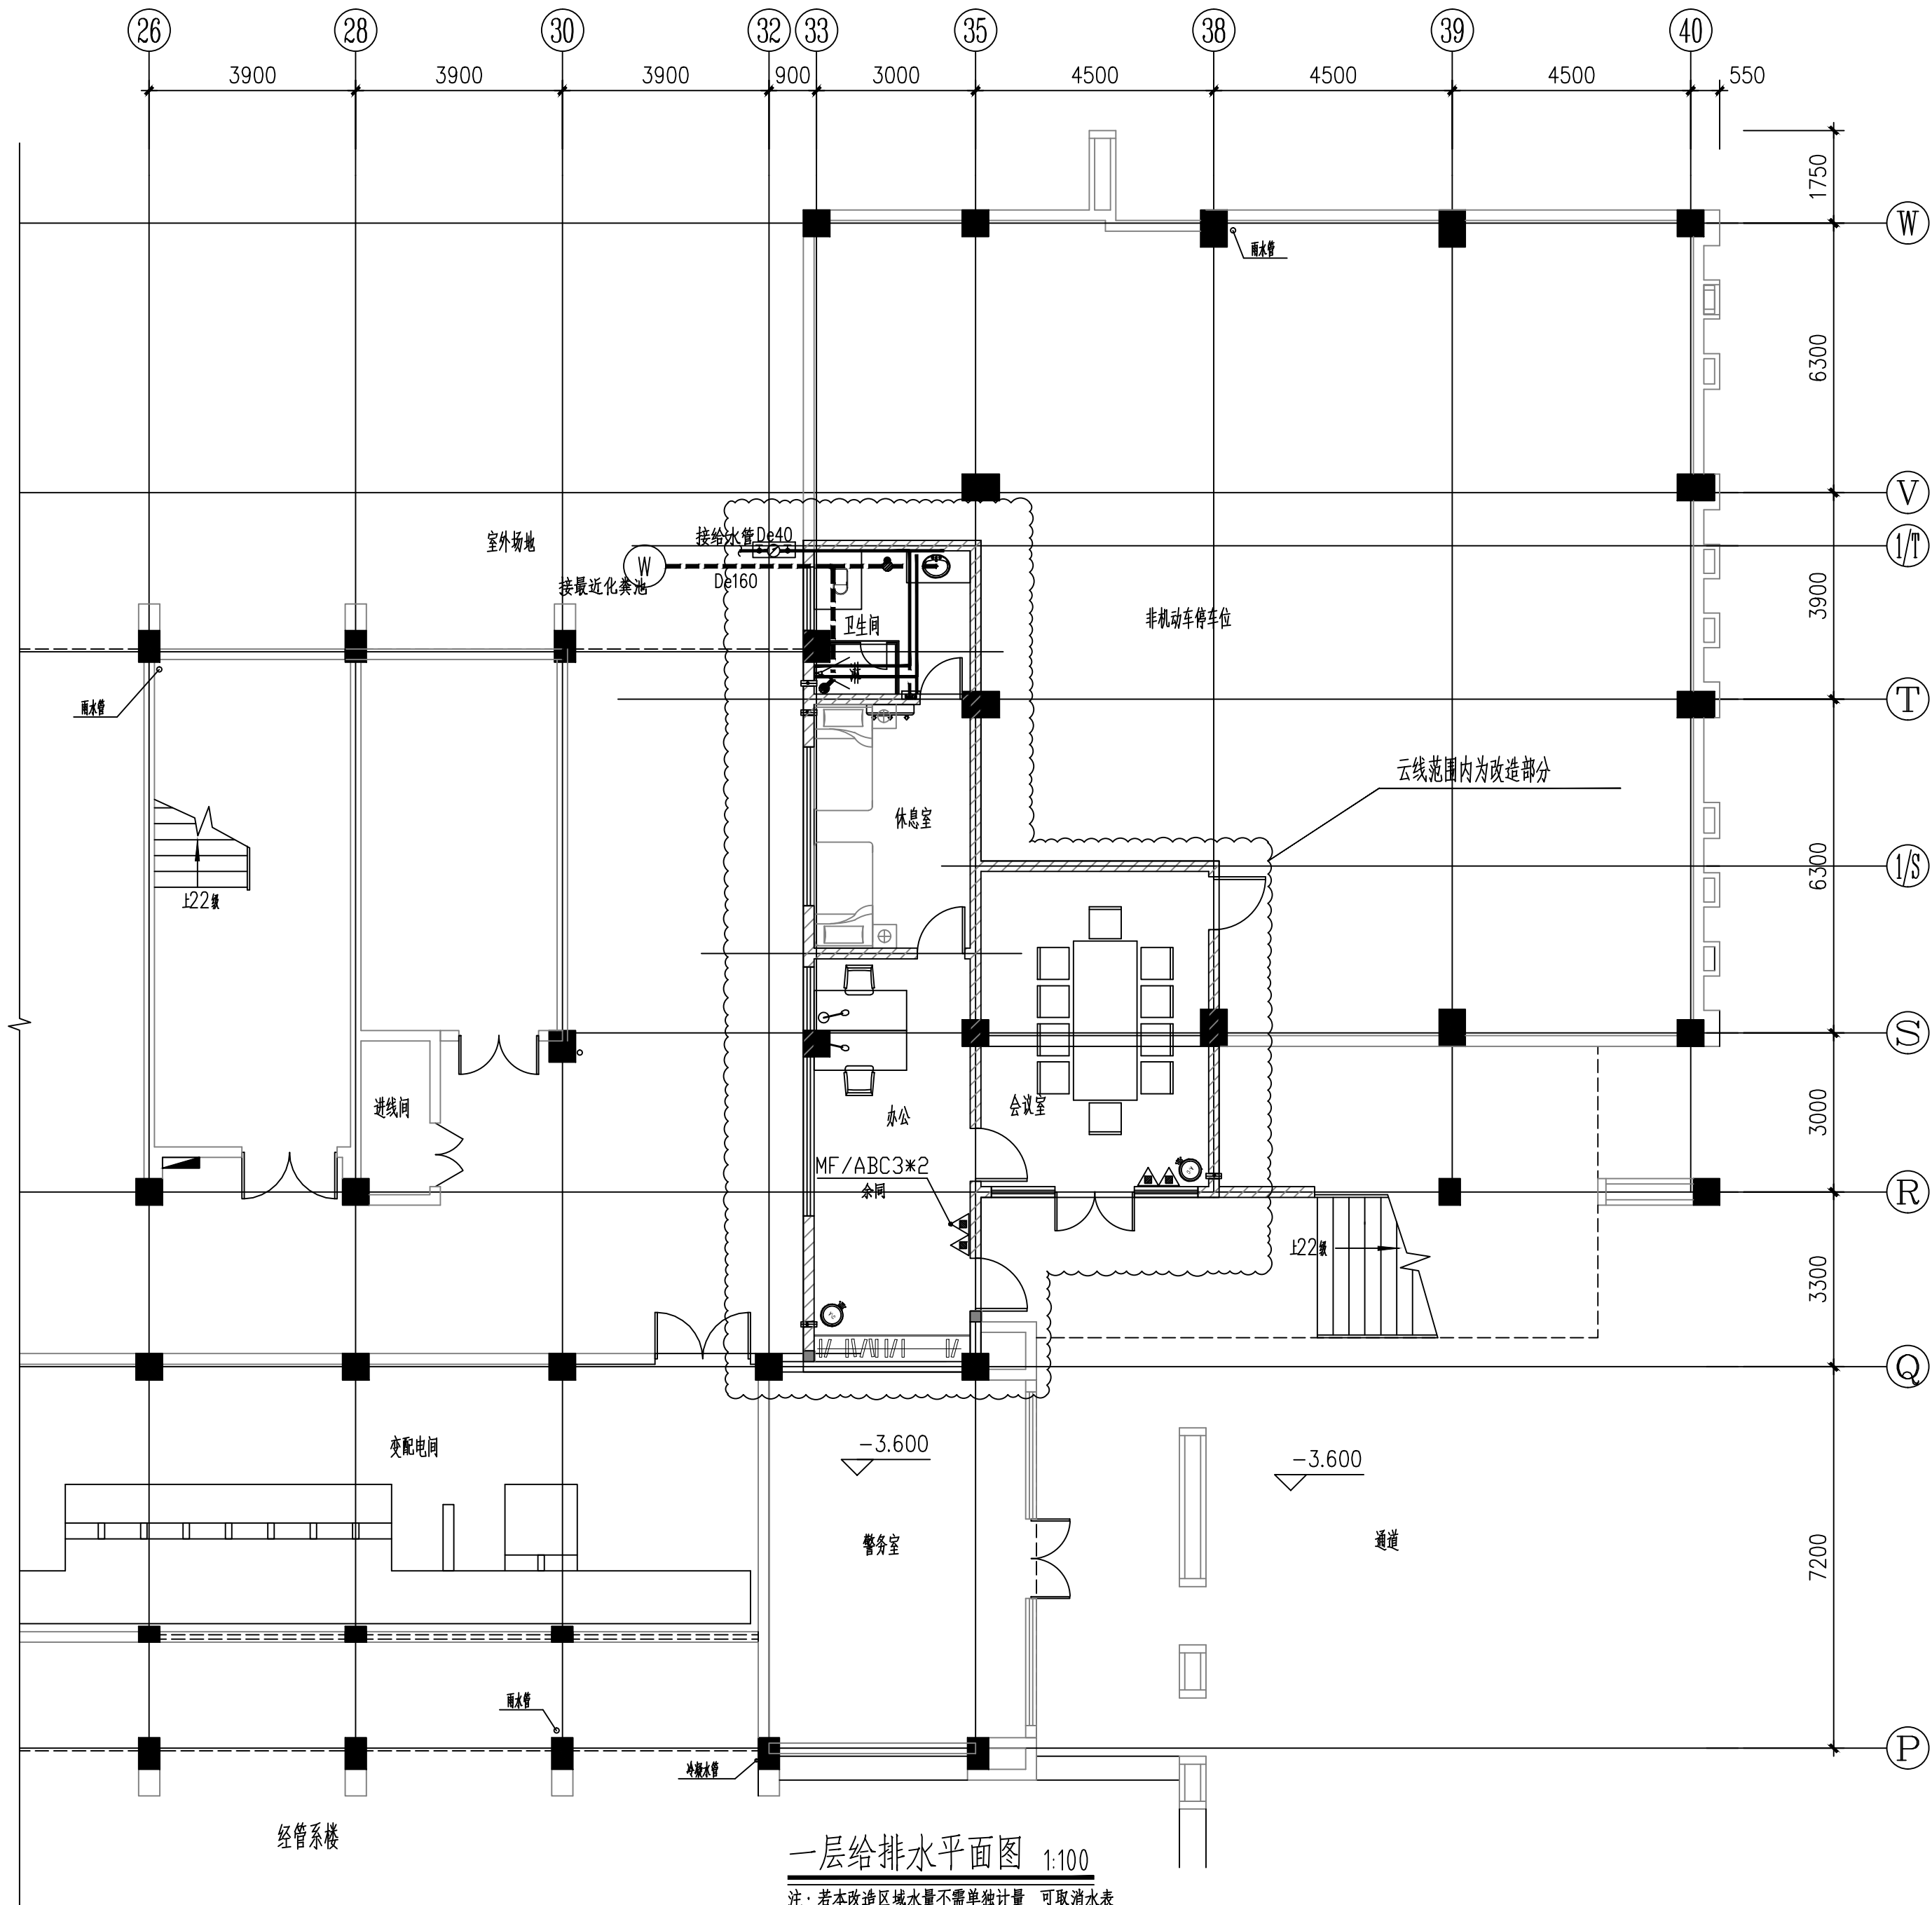 26 28 30 32 33 35 38 39 40
3900 3900 3900 900 3000 4500 4500 4500 550
1750
W
雨水管
6300
V
接给水管De40
室外场地
1/T
W
De160
接最近化粪池
3900
非机动车停车位
卫生间
淋
T
雨水管
云线范围内为改造部分
休息室
6300
1/S
上22级
S
进线间
办公
会议室
3000
MF/ABC3*2
余同
R
上22级
3300
Q
变配电间
-3.600
-3.600
警务室
通道
7200
雨水管
P
冷凝水管
经管系楼
一层给排水平面图 1:100
注：若本改造区域水量不需单独计量 可取消水表